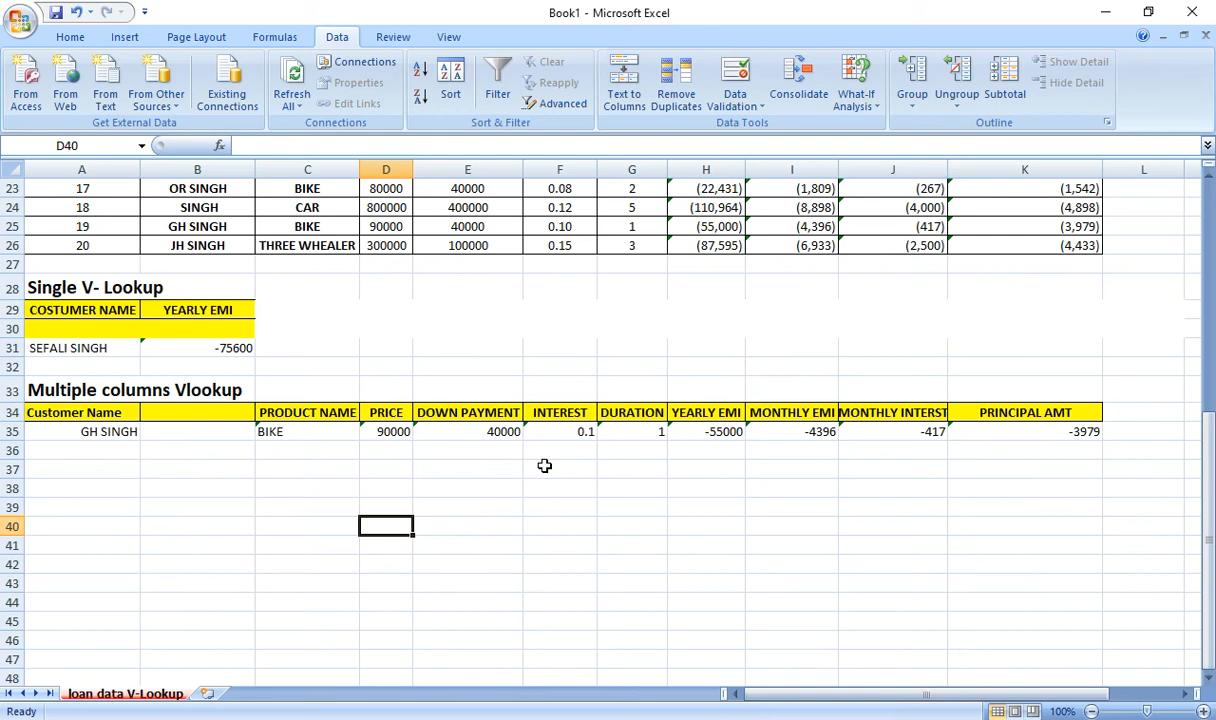 Book1 - Microsoft Excel
Home Insert Page Layout Formulas Data Review View
From Access
From Web
From Text
From Other Sources
Existing Connections
Get External Data
Refresh All
Connections
Properties
Edit Links
Connections
Sort
Filter
Clear
Reapply
Advanced
Sort & Filter
Text to Columns
Remove Duplicates
Data Validation
Consolidate
What-If Analysis
Data Tools
Group
Ungroup
Subtotal
Show Detail
Hide Detail
Outline
D40 fx
A B C D E F G H I J K L
23 17 OR SINGH BIKE 80000 40000 0.08 2 (22,431) (1,809) (267) (1,542)
24 18 SINGH CAR 800000 400000 0.12 5 (110,964) (8,898) (4,000) (4,898)
25 19 GH SINGH BIKE 90000 40000 0.10 1 (55,000) (4,396) (417) (3,979)
26 20 JH SINGH THREE WHEALER 300000 100000 0.15 3 (87,595) (6,933) (2,500) (4,433)
27
28 Single V- Lookup
29 COSTUMER NAME YEARLY EMI
30
31 SEFALI SINGH -75600
32
33 Multiple columns Vlookup
34 Customer Name PRODUCT NAME PRICE DOWN PAYMENT INTEREST DURATION YEARLY EMI MONTHLY EMI MONTHLY INTERST PRINCIPAL AMT
35 GH SINGH BIKE 90000 40000 0.1 1 -55000 -4396 -417 -3979
36
37
38
39
40
41
42
43
44
45
46
47
48
loan data V-Lookup
Ready 100%